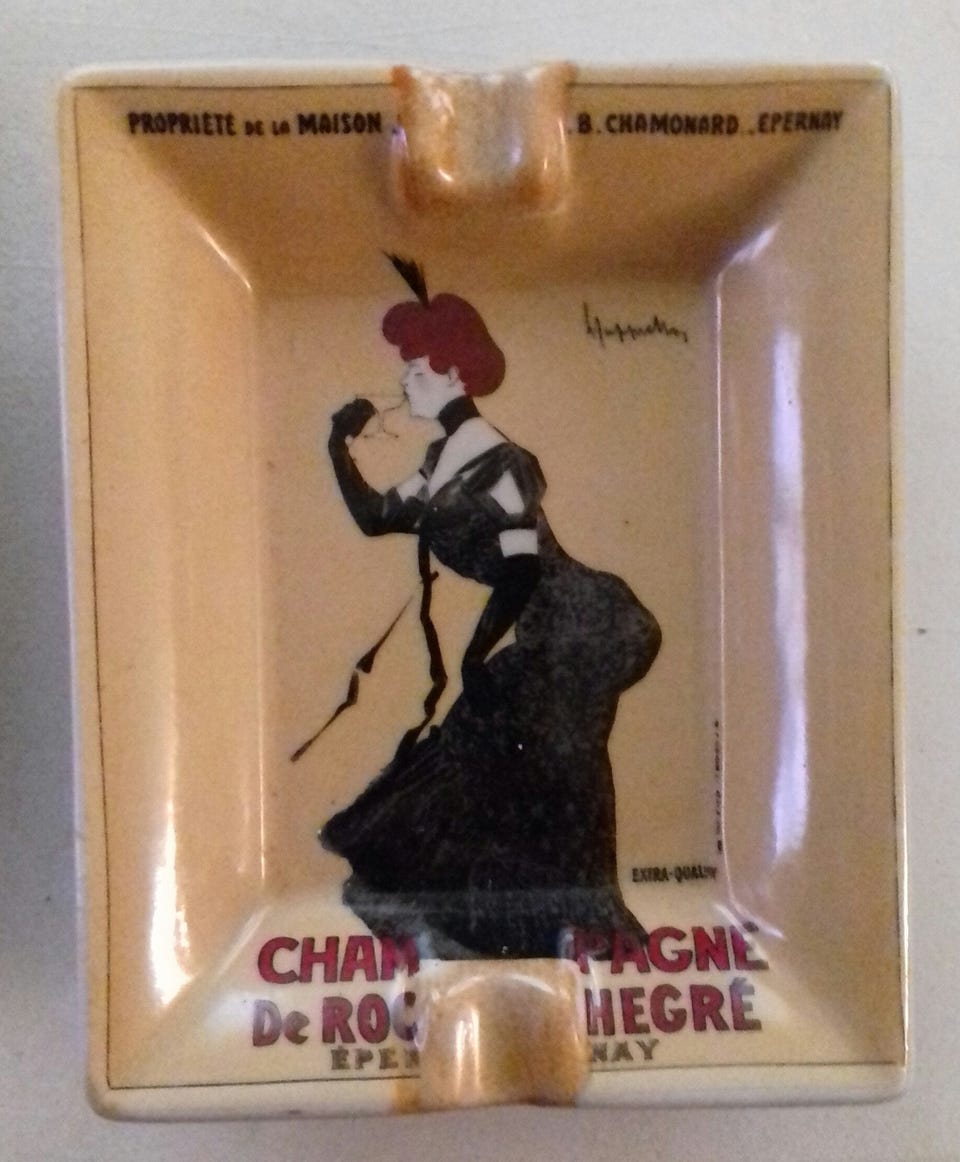 PROPRIÉTÉ DE LA MAISON .B. CHAMONARD . EPERNAY
EXTRA-QUALITY
CHAM PAGNE
De ROC HEGRÉ
ÉPER NAY